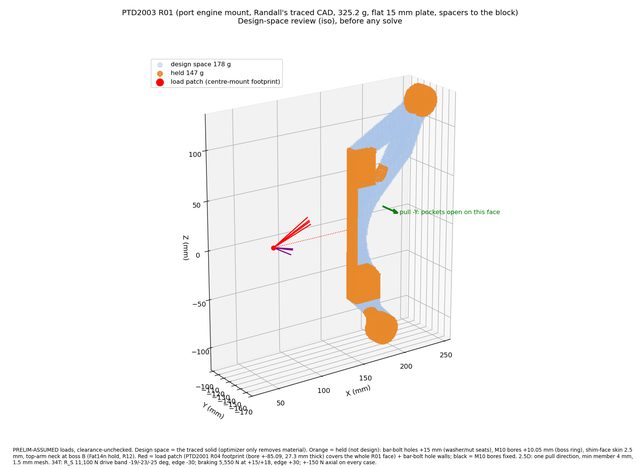 PTD2003 R01 (port engine mount, Randall's traced CAD, 325.2 g, flat 15 mm plate, spacers to the block)
Design-space review (iso), before any solve
design space 178 g
held 147 g
load patch (centre-mount footprint)
100
50
0
−50
−100
Z (mm)
pull -Y: pockets open on this face
−100
−110
−120
−130
−140
−150
−160
−170
Y (mm)
50
100
150
200
250
X (mm)
PRELIM-ASSUMED loads, clearance-unchecked. Design space = the traced solid (optimizer only removes material). Orange = held (not design): bar-bolt holes +15 mm (washer/nut seats), M10 bores +10.05 mm (boss ring), shim-face skin 2.5
mm, top-arm neck at boss B (Fat14n hold, R12). Red = load patch (PTD2001 R04 footprint (bore +-85.09, 27.3 mm thick) covers the whole R01 face) + bar-bolt hole walls; black = M10 bores fixed. 2.5D: one pull direction, min member 4 mm,
1.5 mm mesh. 34T: R_S 11,100 N drive band -19/-23/-25 deg, edge -30; braking 5,550 N at +15/+18, edge +30; +-150 N axial on every case.